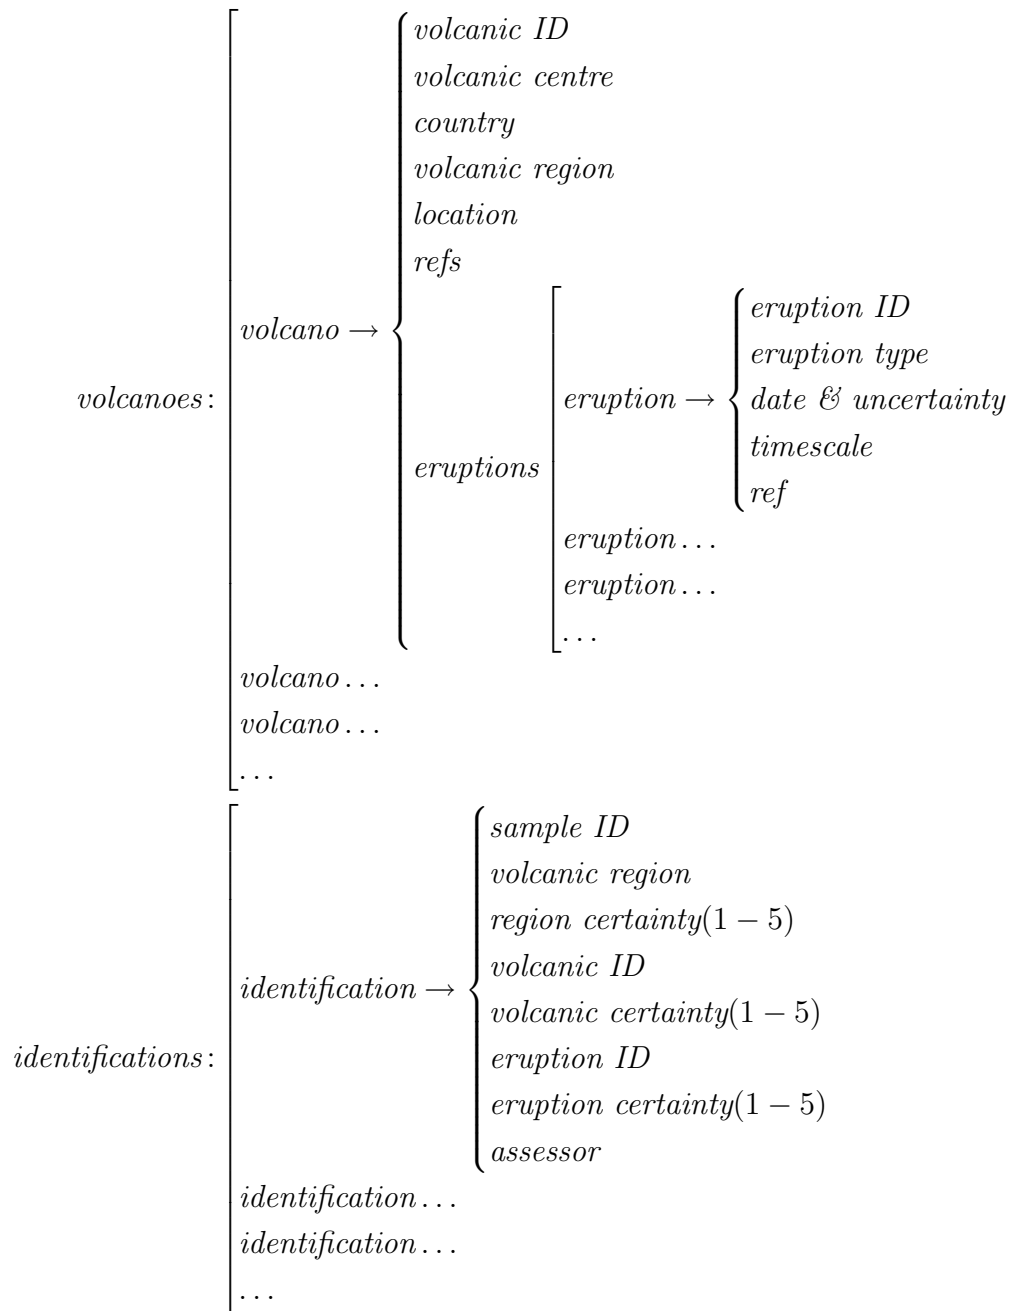 volcanic ID
volcanic centre
country
volcanic region
location
refs
volcanoes: volcano →
eruptions
eruption →
eruption ID
eruption type
date & uncertainty
timescale
ref
eruption...
eruption...
...
volcano...
volcano...
...
identifications: identification →
sample ID
volcanic region
region certainty(1 − 5)
volcanic ID
volcanic certainty(1 − 5)
eruption ID
eruption certainty(1 − 5)
assessor
identification...
identification...
...